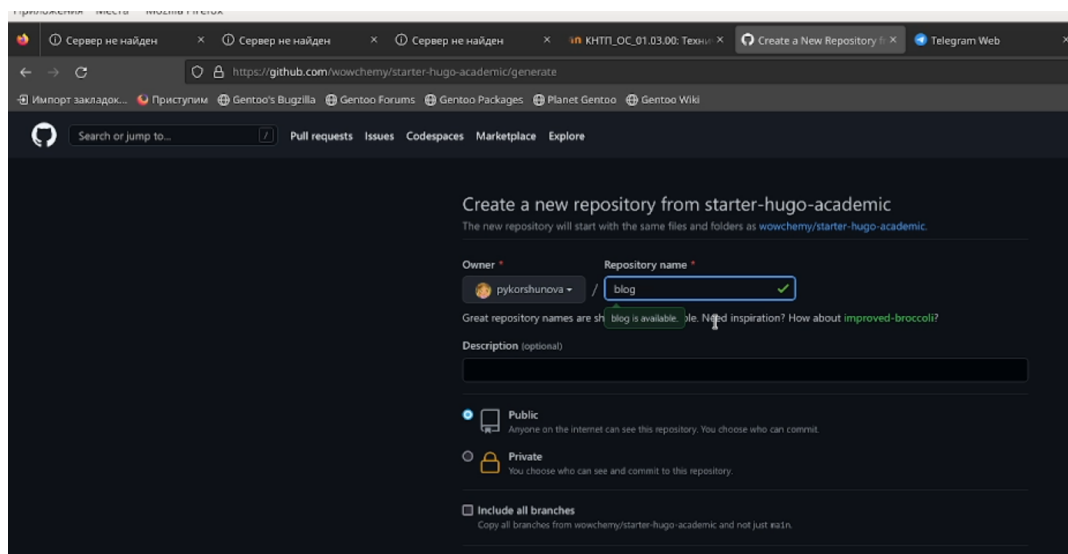 Приложения Места Mozilla Firefox
Сервер не найден × Сервер не найден × Сервер не найден × КНТП_ОС_01.03.00: Техни × Create a New Repository fr × Telegram Web ×
https://github.com/wowchemy/starter-hugo-academic/generate
Импорт закладок... Приступим Gentoo's Bugzilla Gentoo Forums Gentoo Packages Planet Gentoo Gentoo Wiki
Search or jump to... / Pull requests Issues Codespaces Marketplace Explore
Create a new repository from starter-hugo-academic
The new repository will start with the same files and folders as wowchemy/starter-hugo-academic.
Owner * Repository name *
pykorshunova / blog
Great repository names are sh ble. Need inspiration? How about improved-broccoli?
blog is available.
Description (optional)
Public
Anyone on the internet can see this repository. You choose who can commit.
Private
You choose who can see and commit to this repository.
Include all branches
Copy all branches from wowchemy/starter-hugo-academic and not just main.